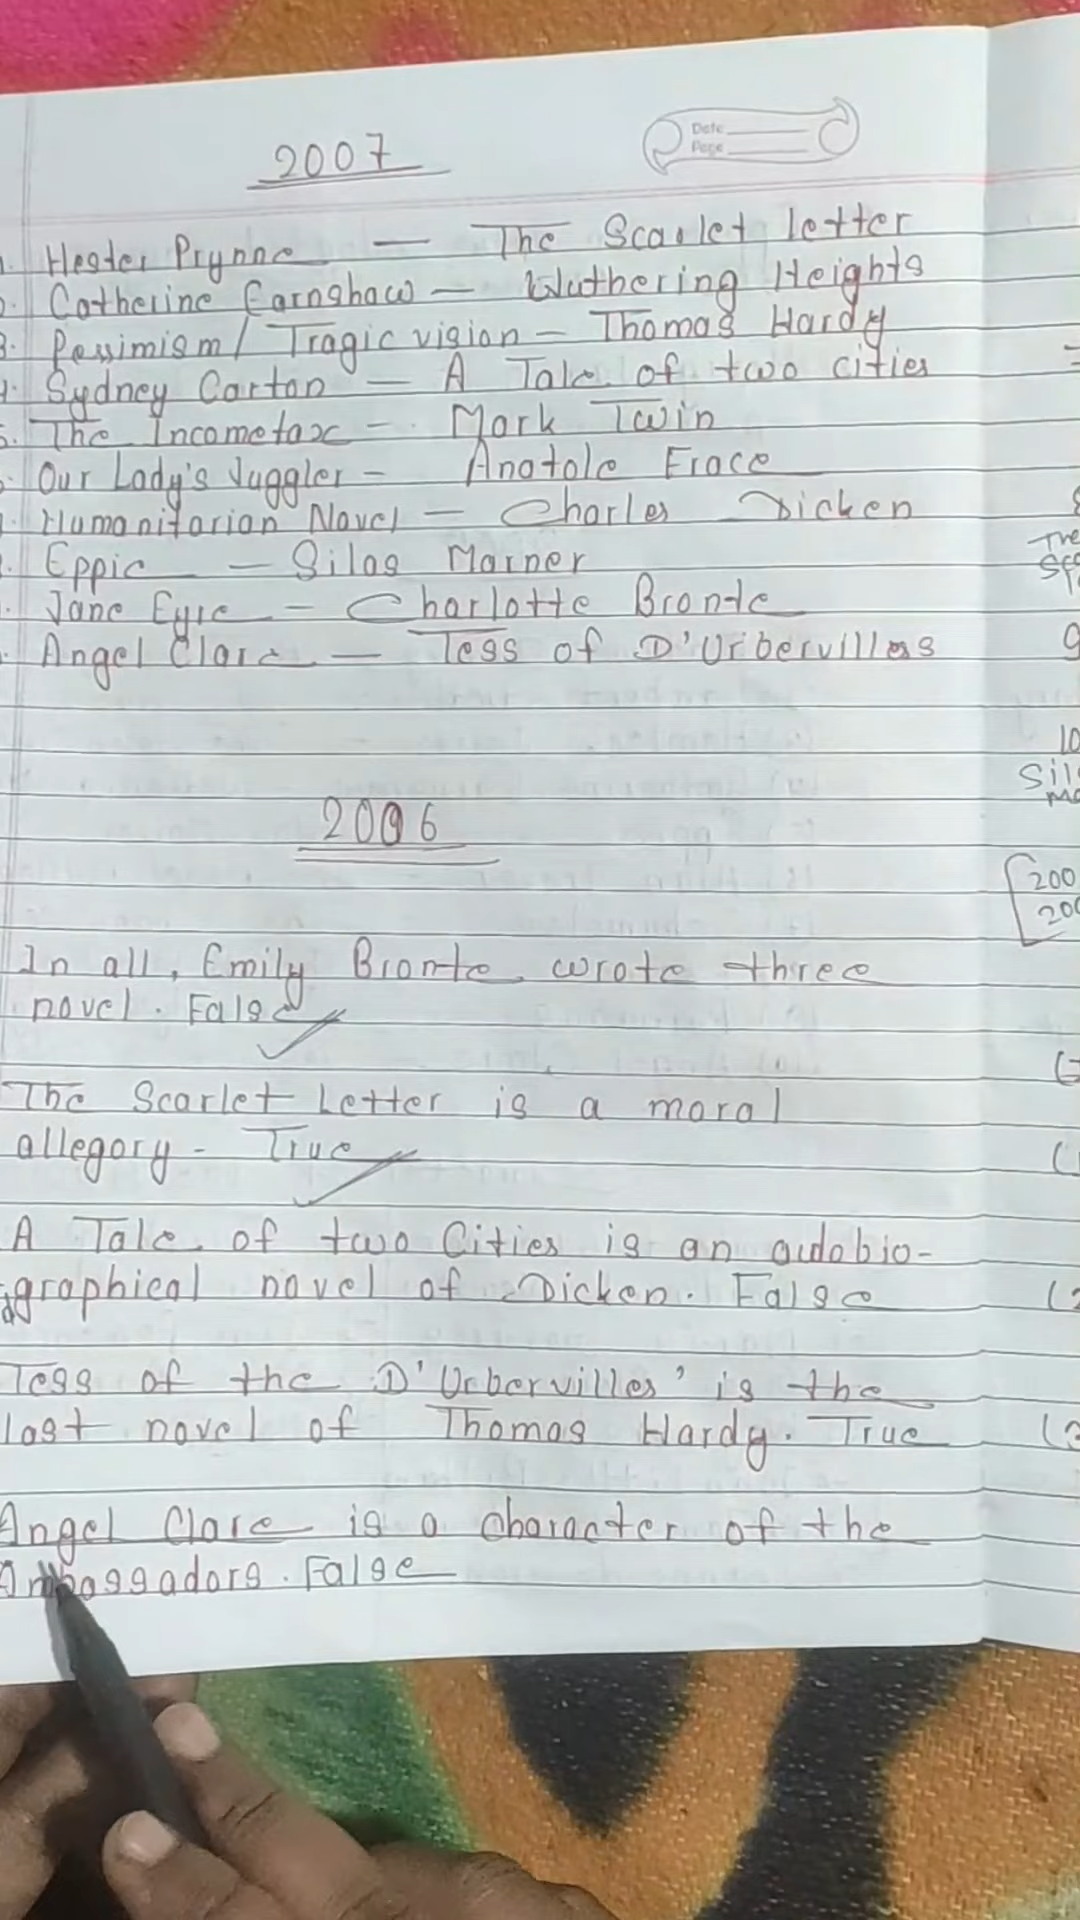 2007
Date
Page
Hester Prynne — The Scarlet letter
Catherine Earnshaw — Wuthering Heights
3. Pessimism / Tragic vision — Thomas Hardy
Sydney Carton — A Tale of two cities
5. The Incometax - Mark Twin
Our Lady's Juggler - Anatole Frace
Humanitarian Novel — Charles Dicken
Eppie — Silas Marner
Jane Eyre — Charlotte Bronte
Angel Clare — Tess of D'Urbervilles
2006
In all, Emily Bronte, wrote three
novel. False
The Scarlet Letter is a moral
allegory - True
A Tale of two Cities is an autobio-
graphical novel of Dicken. False
Tess of the D'Urbervilles' is the
last novel of Thomas Hardy. True
Angel Clare is a character of the
Ambassadors. False
9
10
200